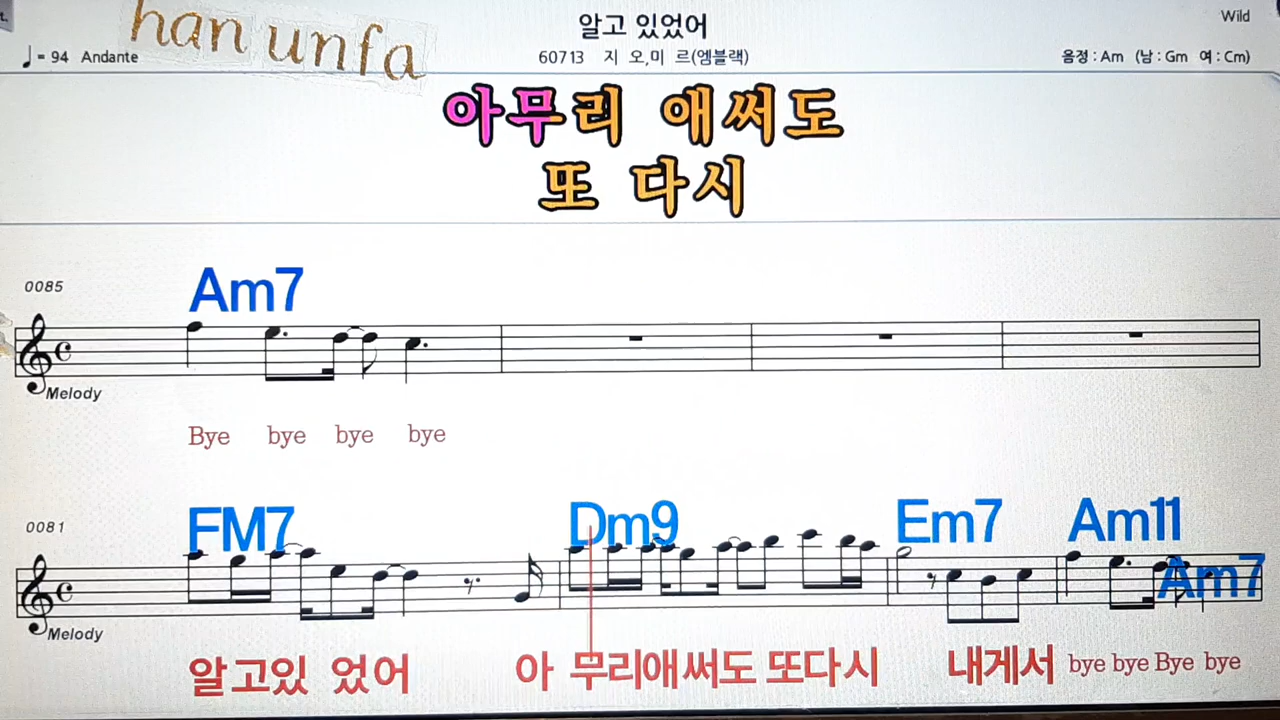 han unfa
알고 있었어
Wild
♩= 94 Andante
60713 지 오,미 르(엠블랙)
음정 : Am (남 : Gm 여 : Cm)
아무리 애써도
또 다시
0085
Am7
Melody
Bye bye bye bye
0081
FM7 Dm9 Em7 Am11 Am7
Melody
알 고있 었어 아 무리애써도 또다시 내게서 bye bye Bye bye